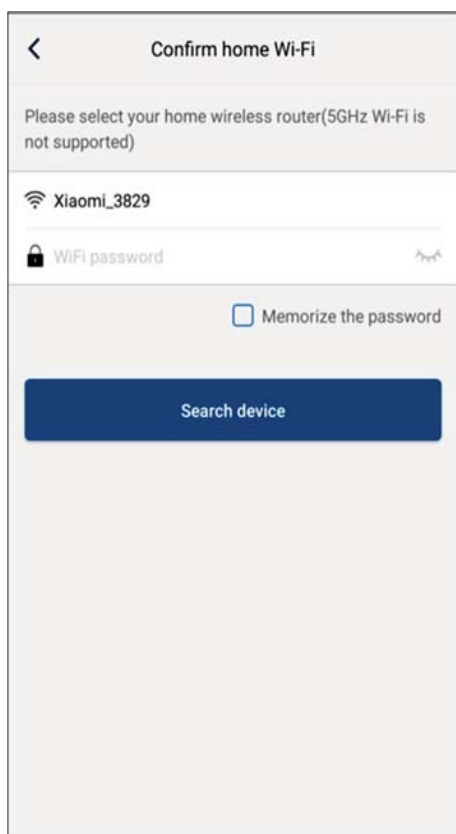 Confirm home Wi-Fi
Please select your home wireless router(5GHz Wi-Fi is
not supported)
Xiaomi_3829
WiFi password
Memorize the password
Search device